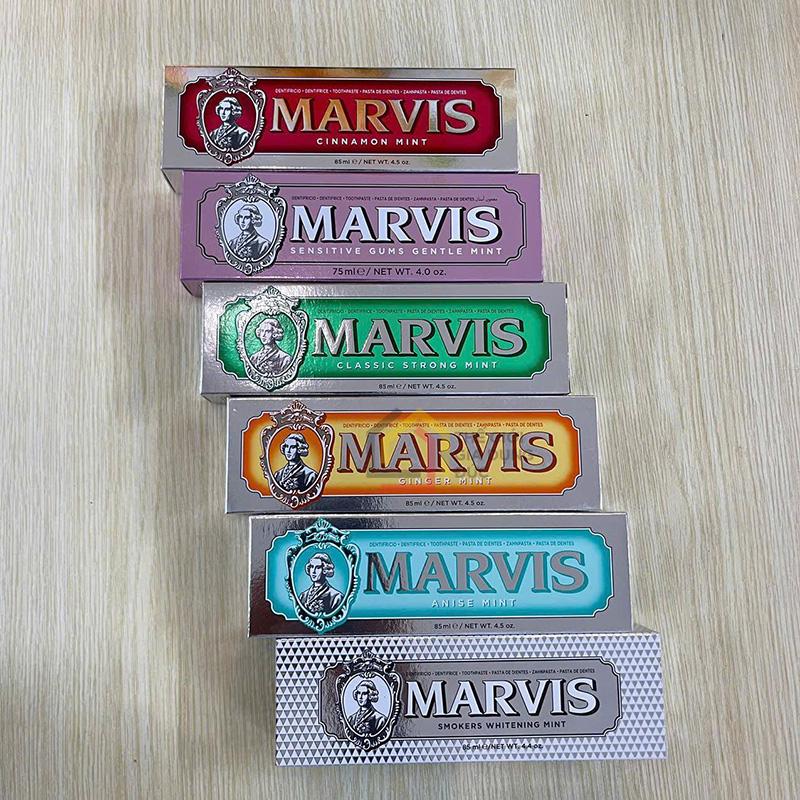 DENTIFRICIO • DENTIFRICE • TOOTHPASTE • PASTA DE DIENTES • ZAHNPASTA • PASTA DE DENTES
MARVIS
CINNAMON MINT
85 ml ℮ / NET WT. 4.5 oz.
DENTIFRICIO • DENTIFRICE • TOOTHPASTE • PASTA DE DIENTES • ZAHNPASTA • PASTA DE DENTES معجون أسنان
MARVIS
SENSITIVE GUMS GENTLE MINT
75 ml ℮ / NET WT. 4.0 oz.
DENTIFRICIO • DENTIFRICE • TOOTHPASTE • PASTA DE DIENTES • ZAHNPASTA • PASTA DE DENTES
MARVIS
CLASSIC STRONG MINT
85 ml ℮ / NET WT. 4.5 oz.
DENTIFRICIO • DENTIFRICE • TOOTHPASTE • PASTA DE DIENTES • ZAHNPASTA • PASTA DE DENTES
MARVIS
GINGER MINT
85 ml ℮ / NET WT. 4.5 oz.
DENTIFRICIO • DENTIFRICE • TOOTHPASTE • PASTA DE DIENTES • ZAHNPASTA • PASTA DE DENTES
MARVIS
ANISE MINT
85 ml ℮ / NET WT. 4.5 oz.
DENTIFRICIO • DENTIFRICE • TOOTHPASTE • PASTA DE DIENTES • ZAHNPASTA • PASTA DE DENTES
MARVIS
SMOKERS WHITENING MINT
85 ml ℮ / NET WT. 4.4 oz.